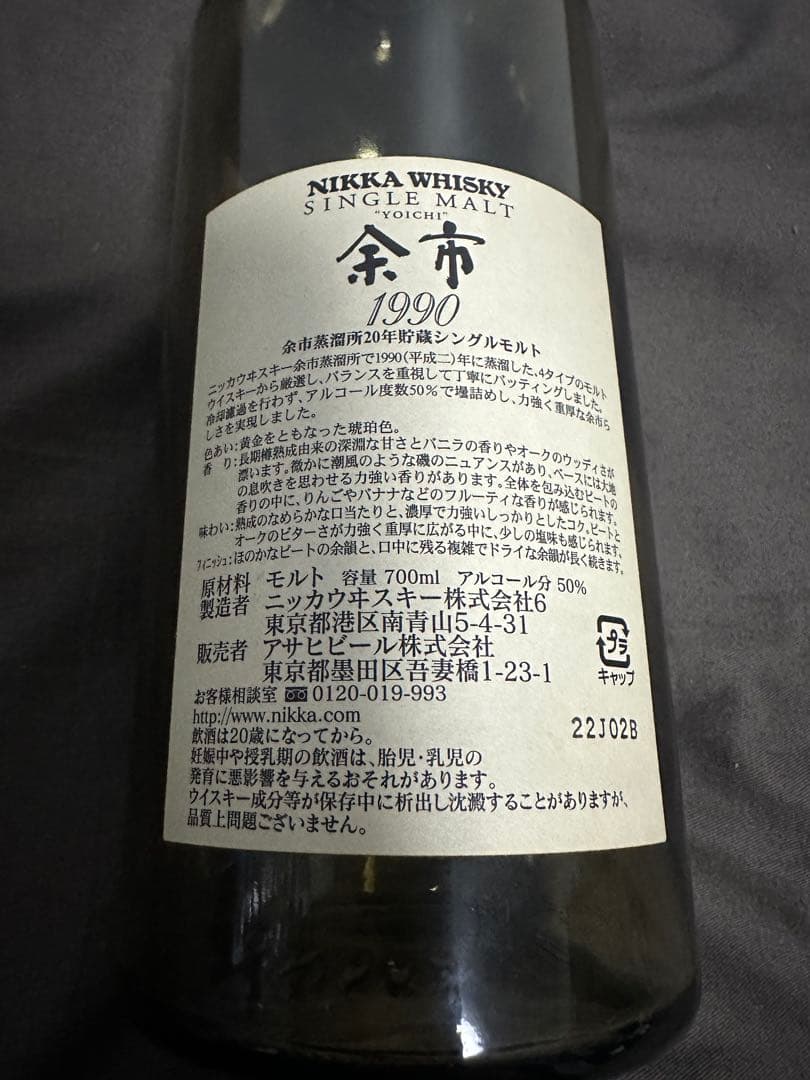 NIKKA WHISKY
SINGLE MALT
"YOICHI"
余市
1990
余市蒸溜所20年貯蔵シングルモルト
ニッカウヰスキー余市蒸溜所で1990(平成二)年に蒸溜した、4タイプのモルト
ウイスキーから厳選し、バランスを重視して丁寧にバッティングしました。
冷却濾過を行わず、アルコール度数50%で壜詰めし、力強く重厚な余市ら
しさを実現しました。
色あい:黄金をともなった琥珀色。
香り:長期樽熟成由来の深淵な甘さとバニラの香りやオークのウッディさが
漂います。微かに潮風のような磯のニュアンスがあり、ベースには大地
の息吹きを思わせる力強い香りがあります。全体を包み込むピートの
香りの中に、りんごやバナナなどのフルーティな香りが感じられます。
味わい:熟成のなめらかな口当たりと、濃厚で力強いしっかりとしたコク。ピートと
オークのビターさが力強く重厚に広がる中に、少しの塩味も感じられます。
フィニッシュ:ほのかなピートの余韻と、口中に残る複雑でドライな余韻が長く続きます。
原材料 モルト 容量 700ml アルコール分 50%
製造者 ニッカウヰスキー株式会社6
東京都港区南青山5-4-31
販売者 アサヒビール株式会社
東京都墨田区吾妻橋1-23-1
プラ
キャップ
お客様相談室 0120-019-993
http://www.nikka.com
22J02B
飲酒は20歳になってから。
妊娠中や授乳期の飲酒は、胎児・乳児の
発育に悪影響を与えるおそれがあります。
ウイスキー成分等が保存中に析出し沈澱することがありますが、
品質上問題ございません。